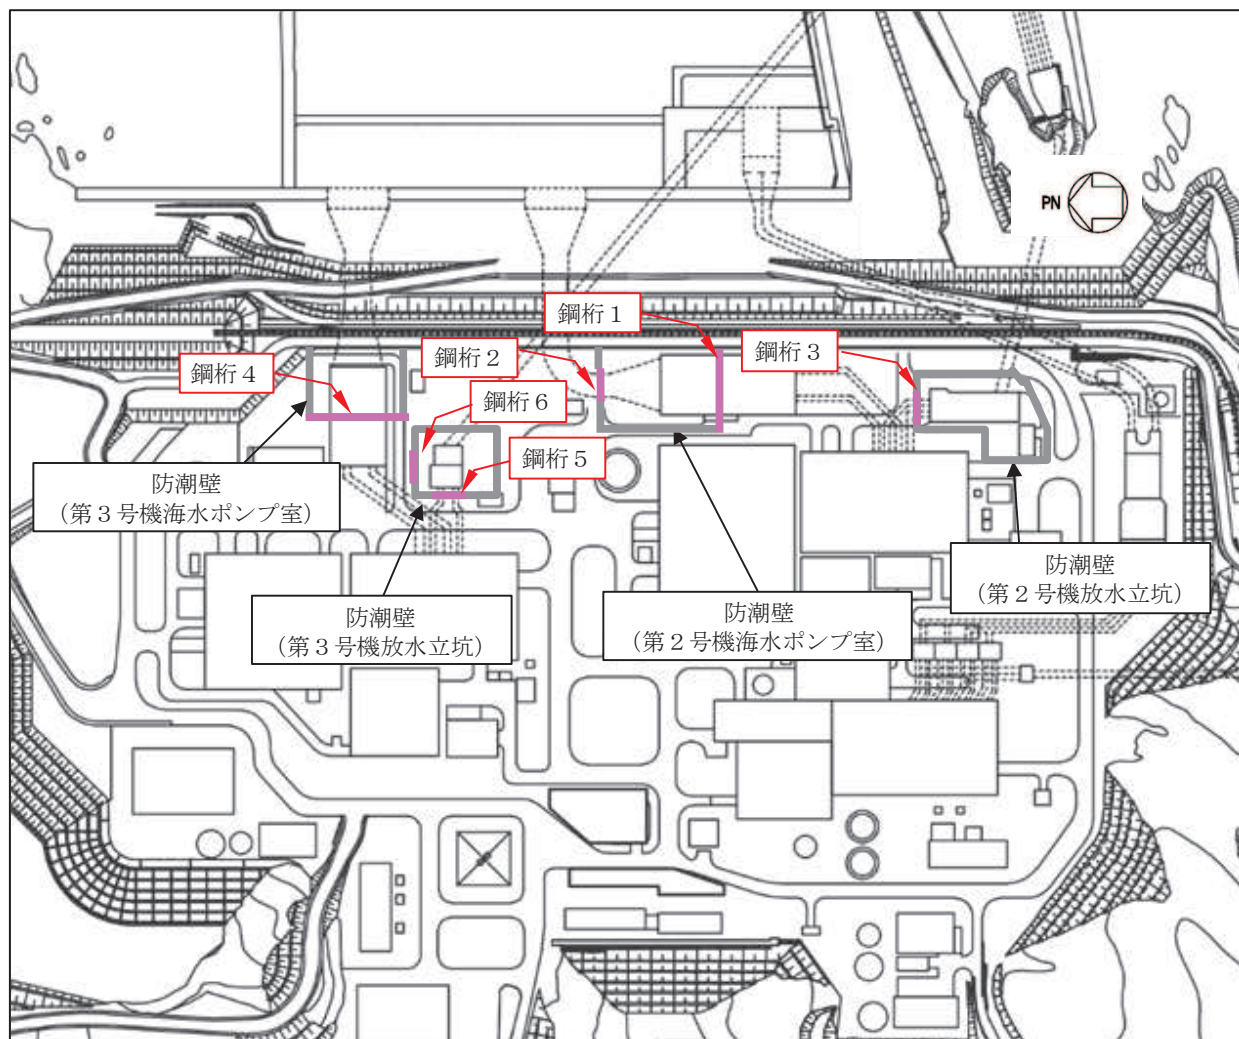 PN
鋼桁１
鋼桁２
鋼桁３
鋼桁４
鋼桁６
鋼桁５
防潮壁
（第３号機海水ポンプ室）
防潮壁
（第２号機放水立坑）
防潮壁
（第３号機放水立坑）
防潮壁
（第２号機海水ポンプ室）